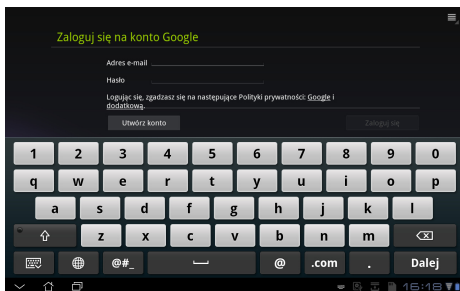 Zaloguj się na konto Google
Adres e-mail
Hasło
Logując się, zgadzasz się na następujące Polityki prywatności: Google i
dodatkową.
Utwórz konto Zaloguj się
1 2 3 4 5 6 7 8 9 0
q w e r t y u i o p
a s d f g h j k l
z x c v b n m
@#_ @ .com . Dalej
16:18